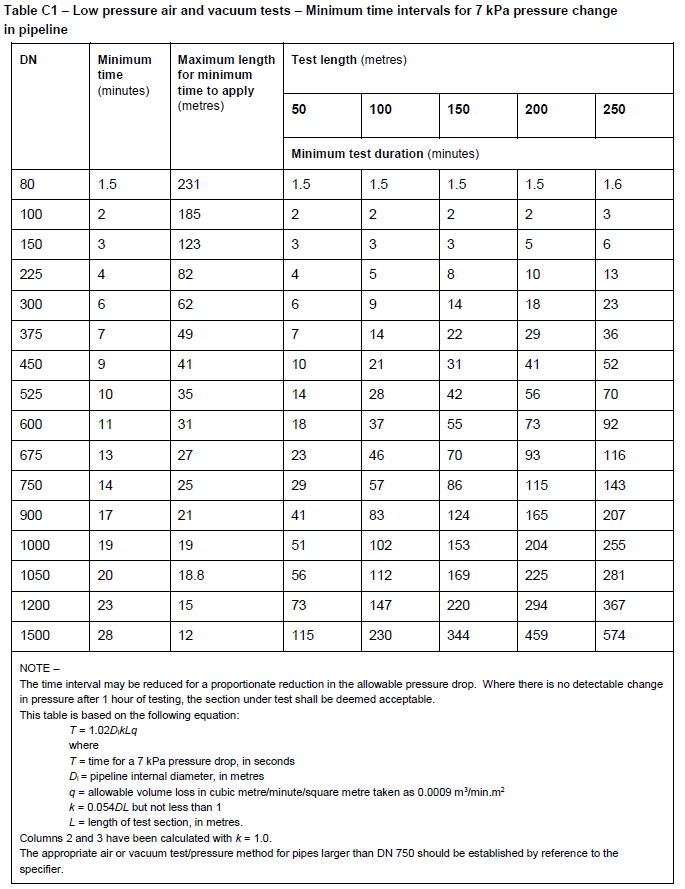 Table C1 – Low pressure air and vacuum tests – Minimum time intervals for 7 kPa pressure change
in pipeline
DN Minimum time (minutes) Maximum length for minimum time to apply (metres) Test length (metres)
50 100 150 200 250
Minimum test duration (minutes)
80 1.5 231 1.5 1.5 1.5 1.5 1.6
100 2 185 2 2 2 2 3
150 3 123 3 3 3 5 6
225 4 82 4 5 8 10 13
300 6 62 6 9 14 18 23
375 7 49 7 14 22 29 36
450 9 41 10 21 31 41 52
525 10 35 14 28 42 56 70
600 11 31 18 37 55 73 92
675 13 27 23 46 70 93 116
750 14 25 29 57 86 115 143
900 17 21 41 83 124 165 207
1000 19 19 51 102 153 204 255
1050 20 18.8 56 112 169 225 281
1200 23 15 73 147 220 294 367
1500 28 12 115 230 344 459 574
NOTE –
The time interval may be reduced for a proportionate reduction in the allowable pressure drop. Where there is no detectable change
in pressure after 1 hour of testing, the section under test shall be deemed acceptable.
This table is based on the following equation:
T = 1.02DᵢkLq
where
T = time for a 7 kPa pressure drop, in seconds
Dᵢ = pipeline internal diameter, in metres
q = allowable volume loss in cubic metre/minute/square metre taken as 0.0009 m³/min.m²
k = 0.054DL but not less than 1
L = length of test section, in metres.
Columns 2 and 3 have been calculated with k = 1.0.
The appropriate air or vacuum test/pressure method for pipes larger than DN 750 should be established by reference to the
specifier.